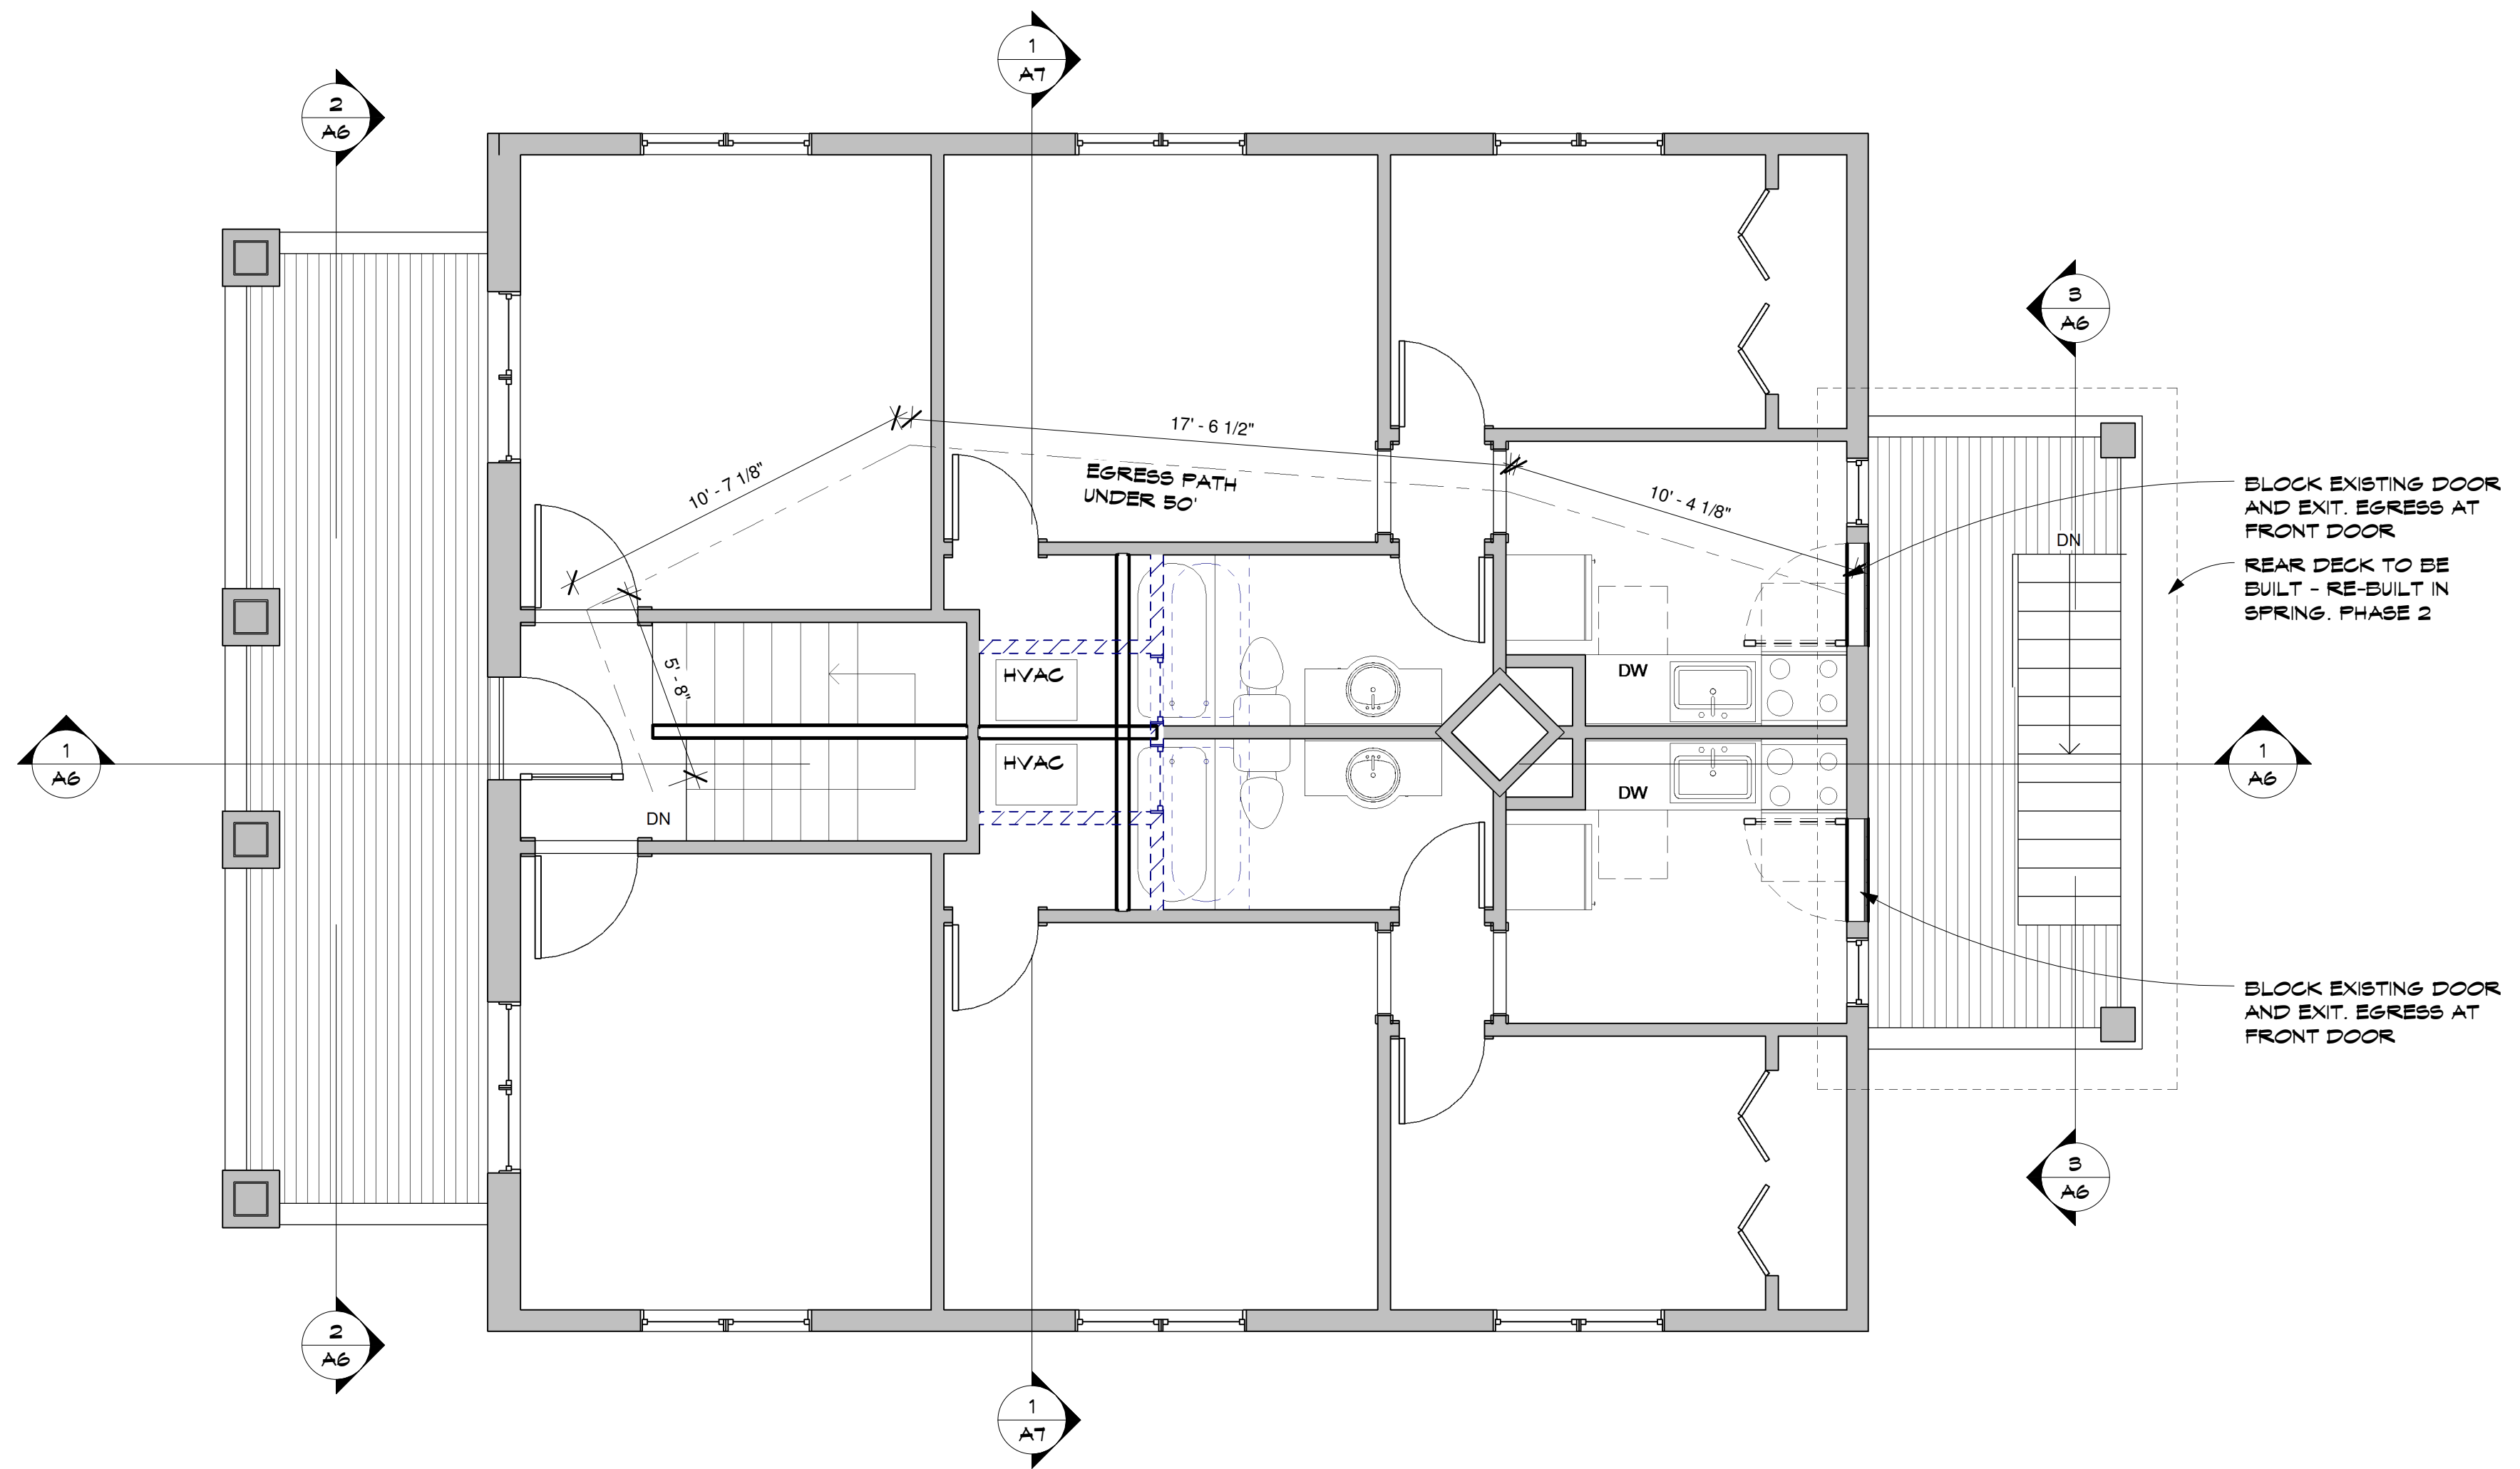 1
A7
2
A6
3
A6
17' - 6 1/2"
10' - 7 1/8"
EGRESS PATH
UNDER 50'
10' - 4 1/8"
BLOCK EXISTING DOOR
AND EXIT. EGRESS AT
FRONT DOOR
DN
REAR DECK TO BE
BUILT - RE-BUILT IN
SPRING. PHASE 2
5' - 8"
HVAC
DW
1
A6
HVAC
DW
1
A6
DN
BLOCK EXISTING DOOR
AND EXIT. EGRESS AT
FRONT DOOR
3
A6
2
A6
1
A7